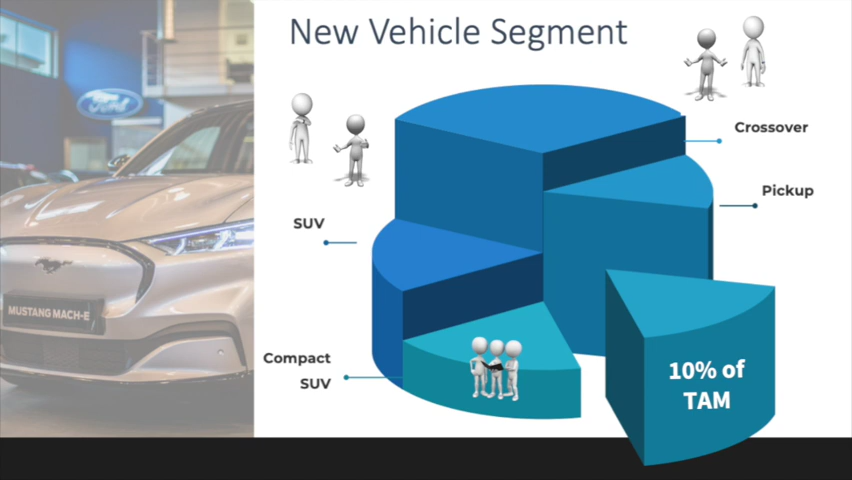 New Vehicle Segment
Ford
Crossover
Pickup
SUV
MUSTANG MACH-E
Compact
SUV
10% of
TAM